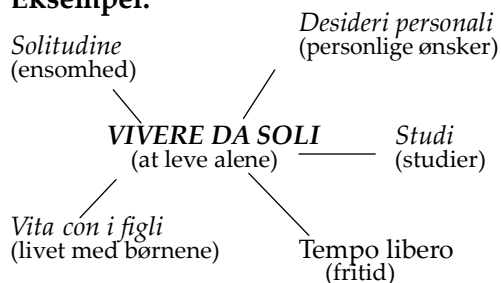 Eksempel:
Desideri personali
(personlige ønsker)
Solitudine
(ensomhed)
VIVERE DA SOLI
(at leve alene)
Studi
(studier)
Vita con i figli
(livet med børnene)
Tempo libero
(fritid)